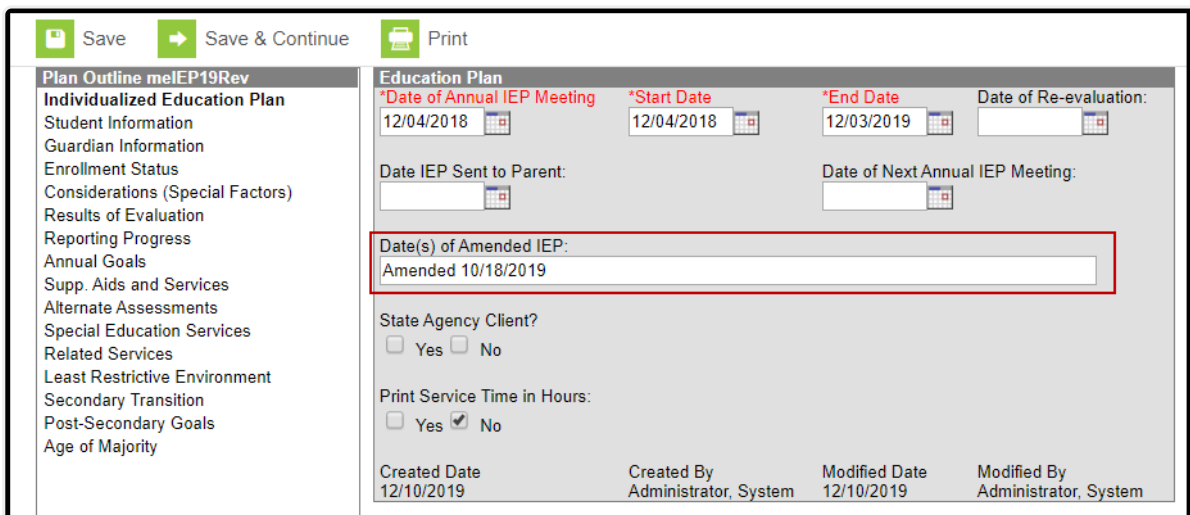 Save Save & Continue Print
Plan Outline meIEP19Rev
Individualized Education Plan
Student Information
Guardian Information
Enrollment Status
Considerations (Special Factors)
Results of Evaluation
Reporting Progress
Annual Goals
Supp. Aids and Services
Alternate Assessments
Special Education Services
Related Services
Least Restrictive Environment
Secondary Transition
Post-Secondary Goals
Age of Majority
Education Plan
*Date of Annual IEP Meeting *Start Date *End Date Date of Re-evaluation:
12/04/2018 12/04/2018 12/03/2019
Date IEP Sent to Parent: Date of Next Annual IEP Meeting:
Date(s) of Amended IEP:
Amended 10/18/2019
State Agency Client?
Yes No
Print Service Time in Hours:
Yes No
Created Date Created By Modified Date Modified By
12/10/2019 Administrator, System 12/10/2019 Administrator, System